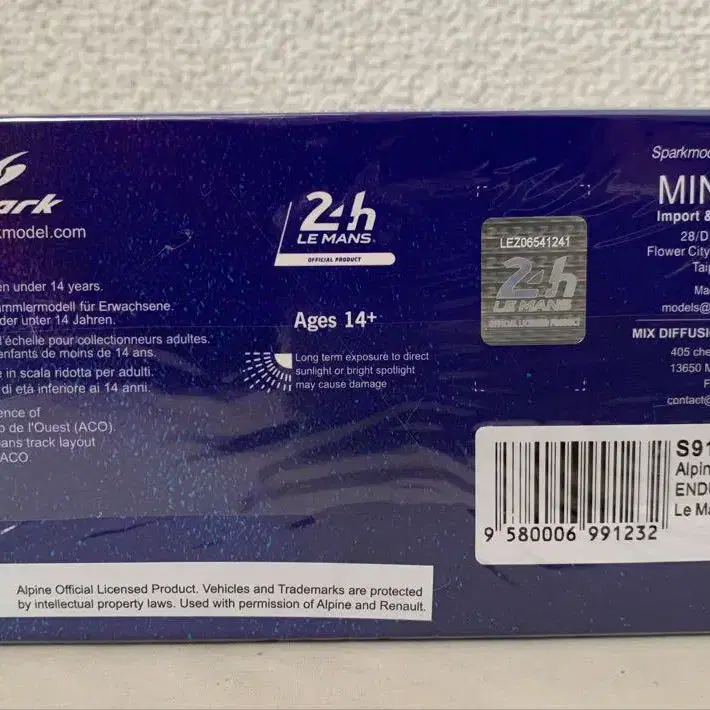 ark
kmodel.com
en under 14 years.
ammlermodell für Erwachsene.
der unter 14 Jahren.
l'échelle pour collectionneurs adultes.
enfants de moins de 14 ans.
e in scala ridotta per adulti.
di età inferiore ai 14 anni.
ence of
b de l'Ouest (ACO).
ans track layout
ACO.
24h
LE MANS
OFFICIAL PRODUCT
Ages 14+
Long term exposure to direct
sunlight or bright spotlight
may cause damage
LEZ06541241
24h
LE MANS
OFFICIAL LICENSED PRODUCT
Sparkmod
MIN
Import &
28/D
Flower City
Taip
Ma
models@
MIX DIFFUSI
405 che
13650 M
F
contact@
S91
Alpin
ENDU
Le Ma
9 580006 991232
Alpine Official Licensed Product. Vehicles and Trademarks are protected
by intellectual property laws. Used with permission of Alpine and Renault.